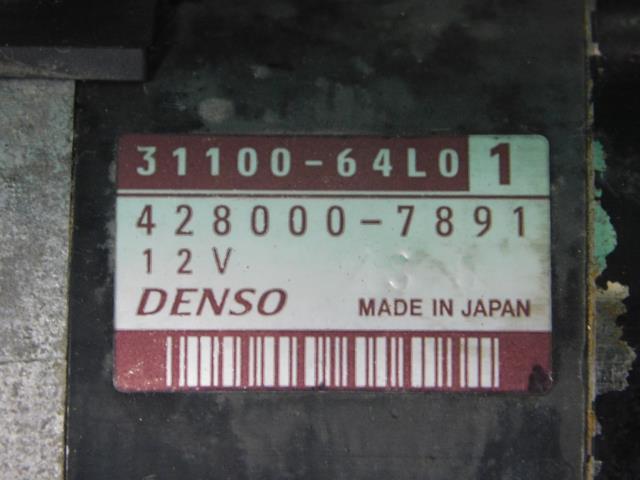 31100-64L0 1
428000-7891
12V
DENSO MADE IN JAPAN